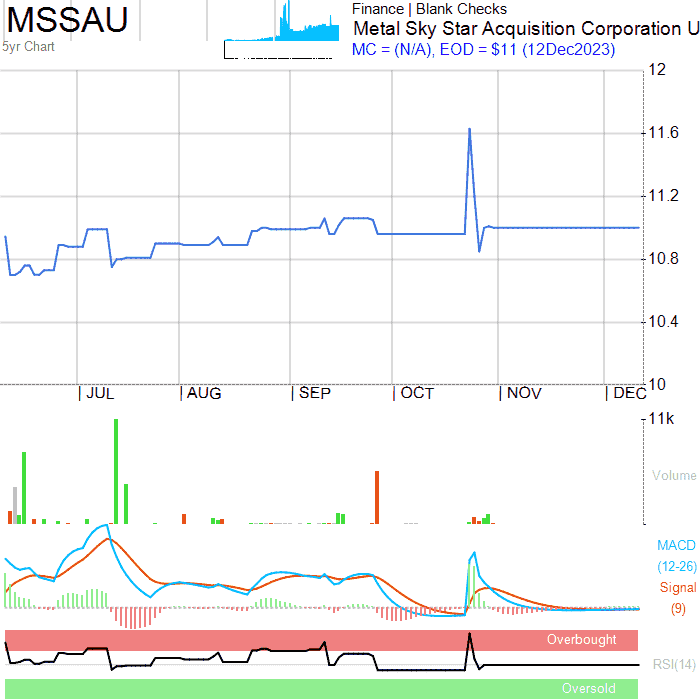 MSSAU
5yr Chart
Finance | Blank Checks
Metal Sky Star Acquisition Corporation U
MC = (N/A), EOD = $11 (12Dec2023)
12
11.6
11.2
10.8
10.4
10
| JUL | AUG | SEP | OCT | NOV | DEC
11k
Volume
MACD
(12-26)
Signal
(9)
Overbought
RSI(14)
Oversold